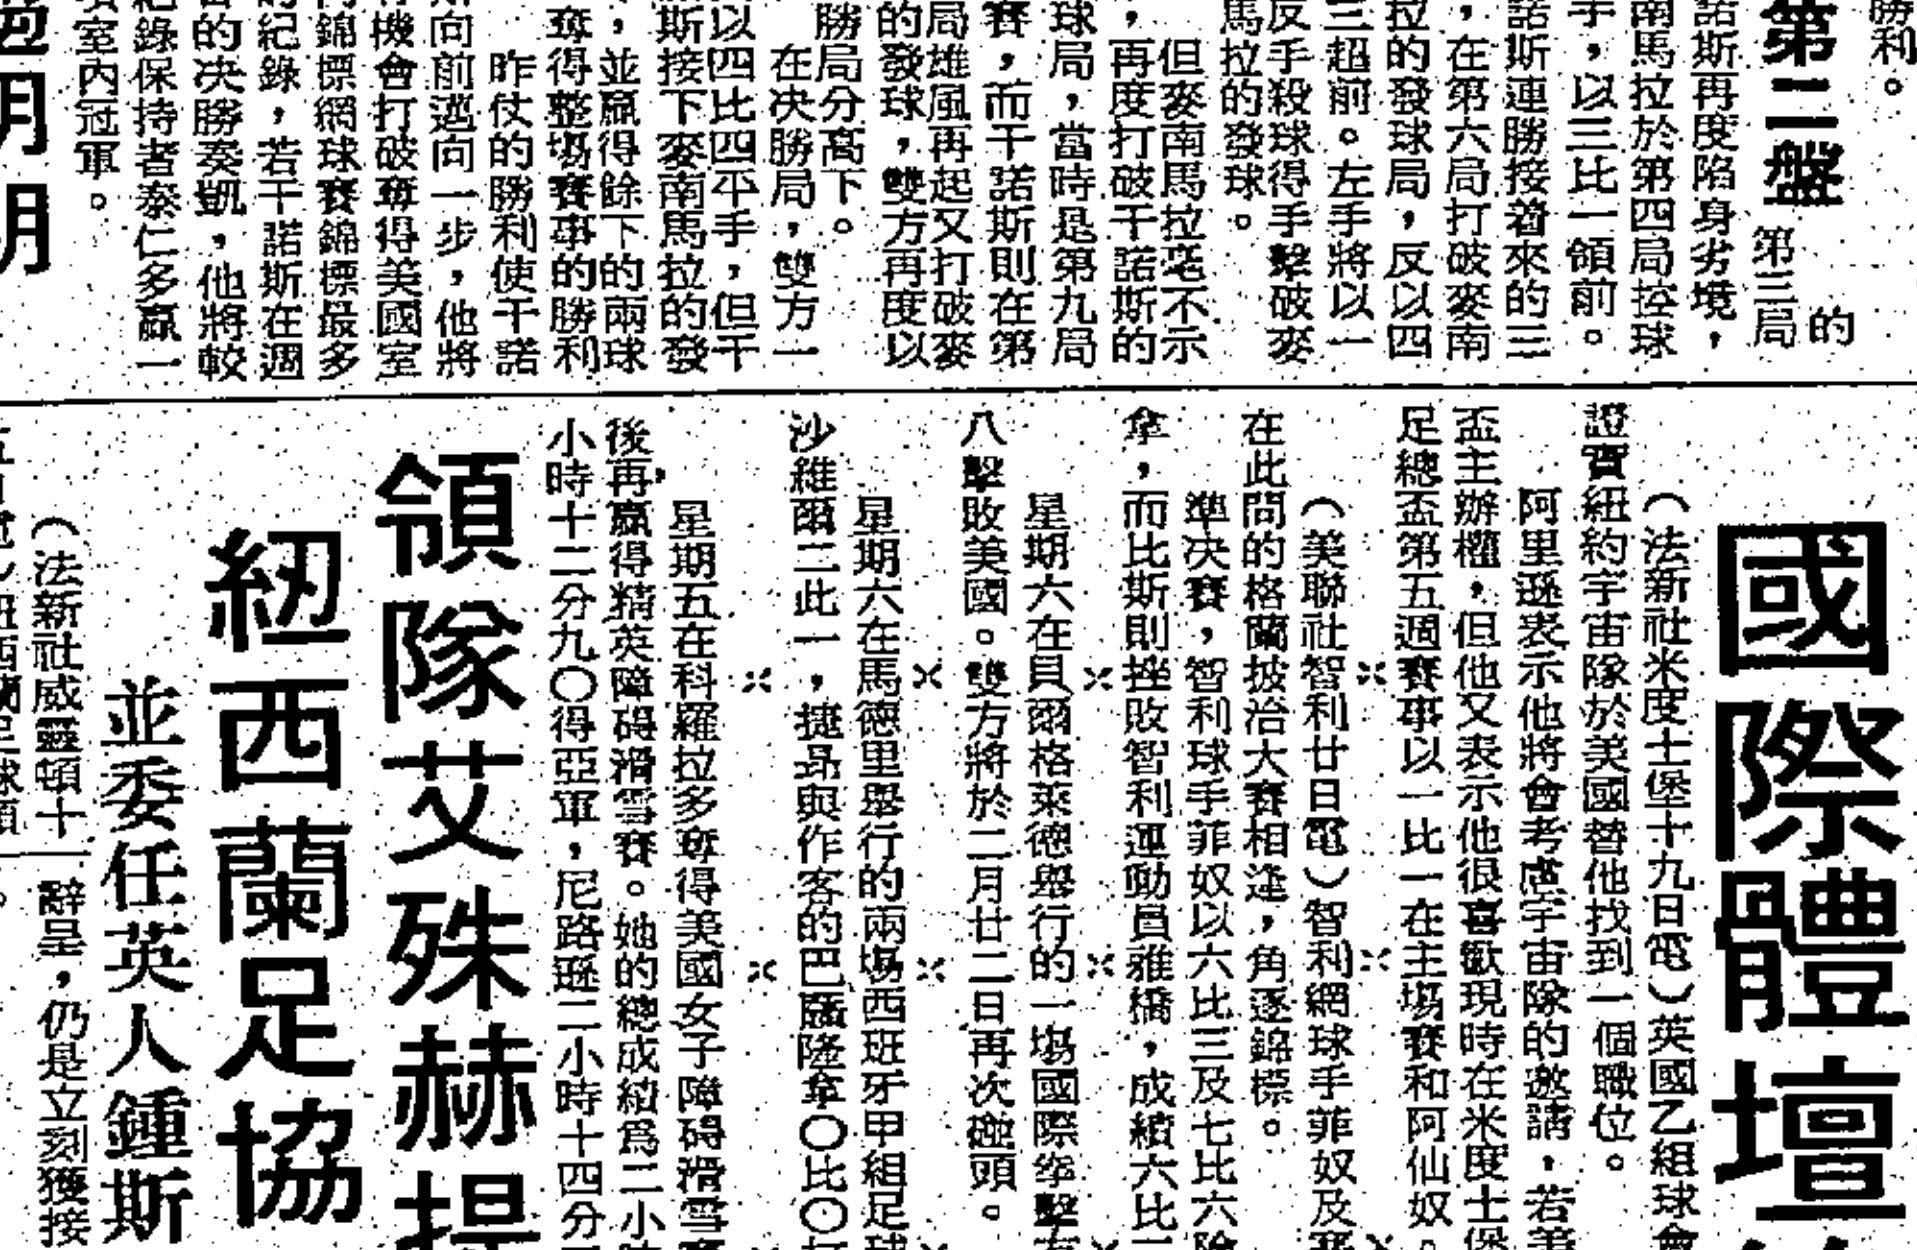 勝利。
第二盤
的
第三局
諾斯再度陷身劣境，
南馬拉於第四局控球
手，以三比一領前。
諾斯連勝接着來的三
，在第六局打破麥南
拉的發球局，反以四
三超前。左手將以一
反手殺球得手擊破麥
馬拉的發球。
但麥南馬拉毫不示
，再度打破干諾斯的
球局，當時是第九局
賽，而干諾斯則在第
局雄風再起又打破麥
的發球，雙方再度以
勝局分高下。
在決勝局，雙方一
以四比四平手，但干
斯接下麥南馬拉的發
，並贏得餘下的兩球
奪得整場賽事的勝利
昨仗的勝利使干諾
向前邁向一步，他將
機會打破奪得美國室
錦標網球賽錦標最多
紀錄，若干諾斯在週
的决勝奏凱，他將較
紀錄保持者泰仁多贏一
室內冠軍。
國際體壇
（法新社米度士堡十九日電）英國乙組球會
證實紐約宇宙隊於美國替他找到一個職位。
阿里遜表示他將會考慮宇宙隊的邀請，若美
盃主辦權，但他又表示他很喜歡現時在米度士堡
足總盃第五週賽事以一比一在主場賽和阿仙奴。
（美聯社智利廿日電）智利網球手菲奴及
在此間的格蘭披治大賽相逢，角逐錦標。
準決賽，智利球手菲奴以六比三及七比六險
拿，而比斯則挫敗智利運動員雅橋，成績六比
星期六在貝爾格萊德舉行的一場國際拳擊
八擊敗美國。雙方將於二月廿二日再次碰頭。
星期六在馬德里舉行的兩場西班牙甲組足球
沙維爾二比一，捷昂與作客的巴塞隆拿〇比〇
星期五在科羅拉多奪得美國女子障碍滑雪
後，再贏得精英障碍滑雪賽。她的總成績爲二小
小時十二分九〇得亞軍，尼路遜二小時十四分
領隊艾殊赫
紐西蘭足協
並委任英人鍾斯
（法新社威靈頓十
辭呈，仍是立刻獲接